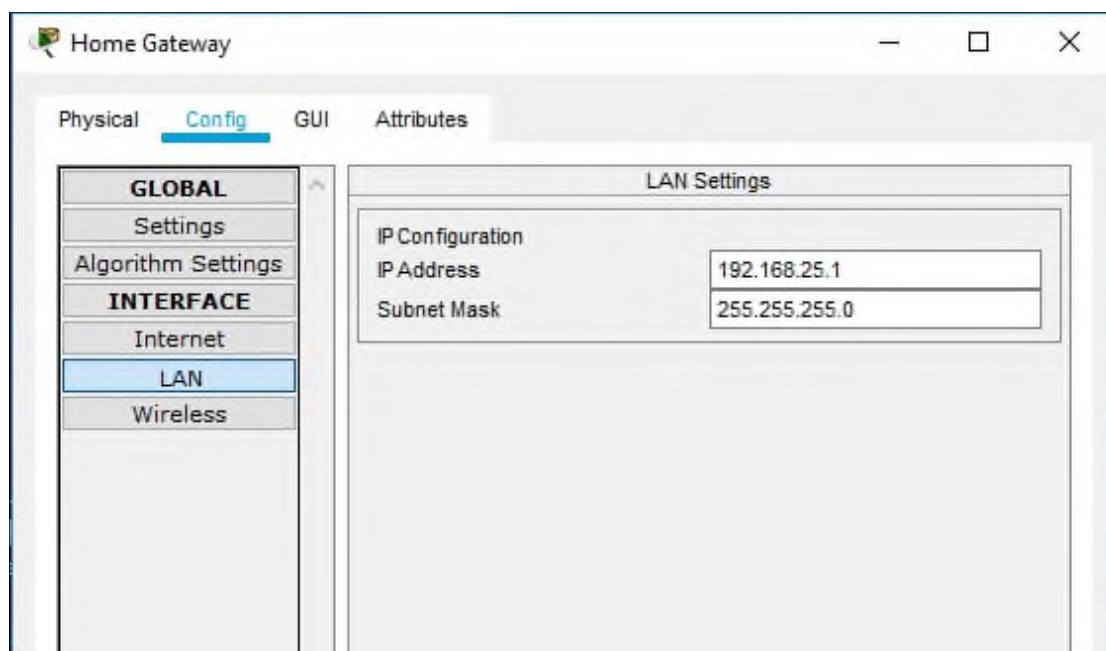 Home Gateway
Physical Config GUI Attributes
GLOBAL
Settings
Algorithm Settings
INTERFACE
Internet
LAN
Wireless
LAN Settings
IP Configuration
IP Address 192.168.25.1
Subnet Mask 255.255.255.0